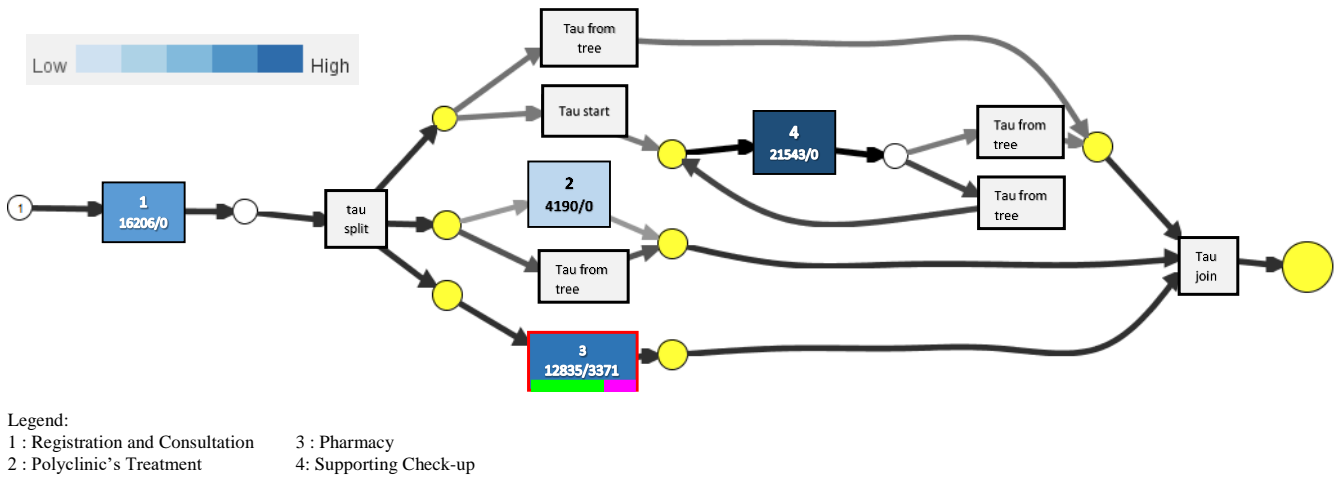 Low
High
1
1
16206/0
tau
split
Tau from
tree
Tau start
2
4190/0
Tau from
tree
3
12835/3371
4
21543/0
Tau from
tree
Tau from
tree
Tau
join
Legend:
1 : Registration and Consultation
3 : Pharmacy
2 : Polyclinic's Treatment
4: Supporting Check-up